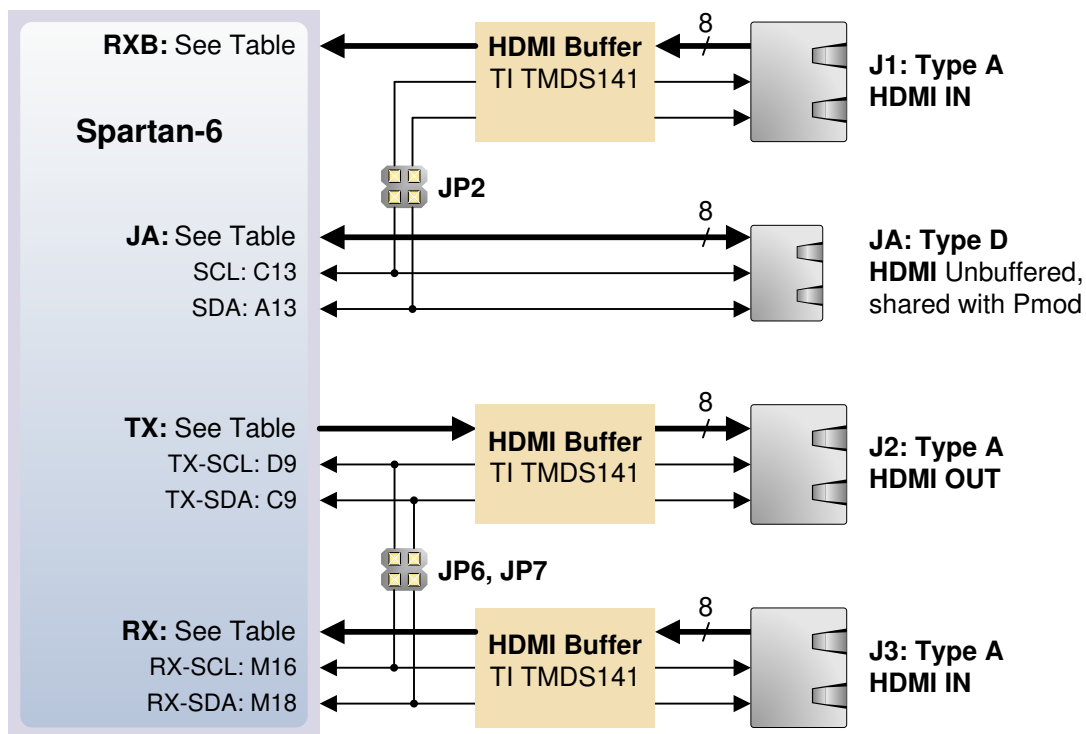 RXB: See Table
HDMI Buffer
TI TMDS141
8
J1: Type A
HDMI IN
Spartan-6
JP2
JA: See Table
SCL: C13
SDA: A13
8
JA: Type D
HDMI Unbuffered,
shared with Pmod
TX: See Table
TX-SCL: D9
TX-SDA: C9
HDMI Buffer
TI TMDS141
8
J2: Type A
HDMI OUT
JP6, JP7
RX: See Table
RX-SCL: M16
RX-SDA: M18
HDMI Buffer
TI TMDS141
8
J3: Type A
HDMI IN